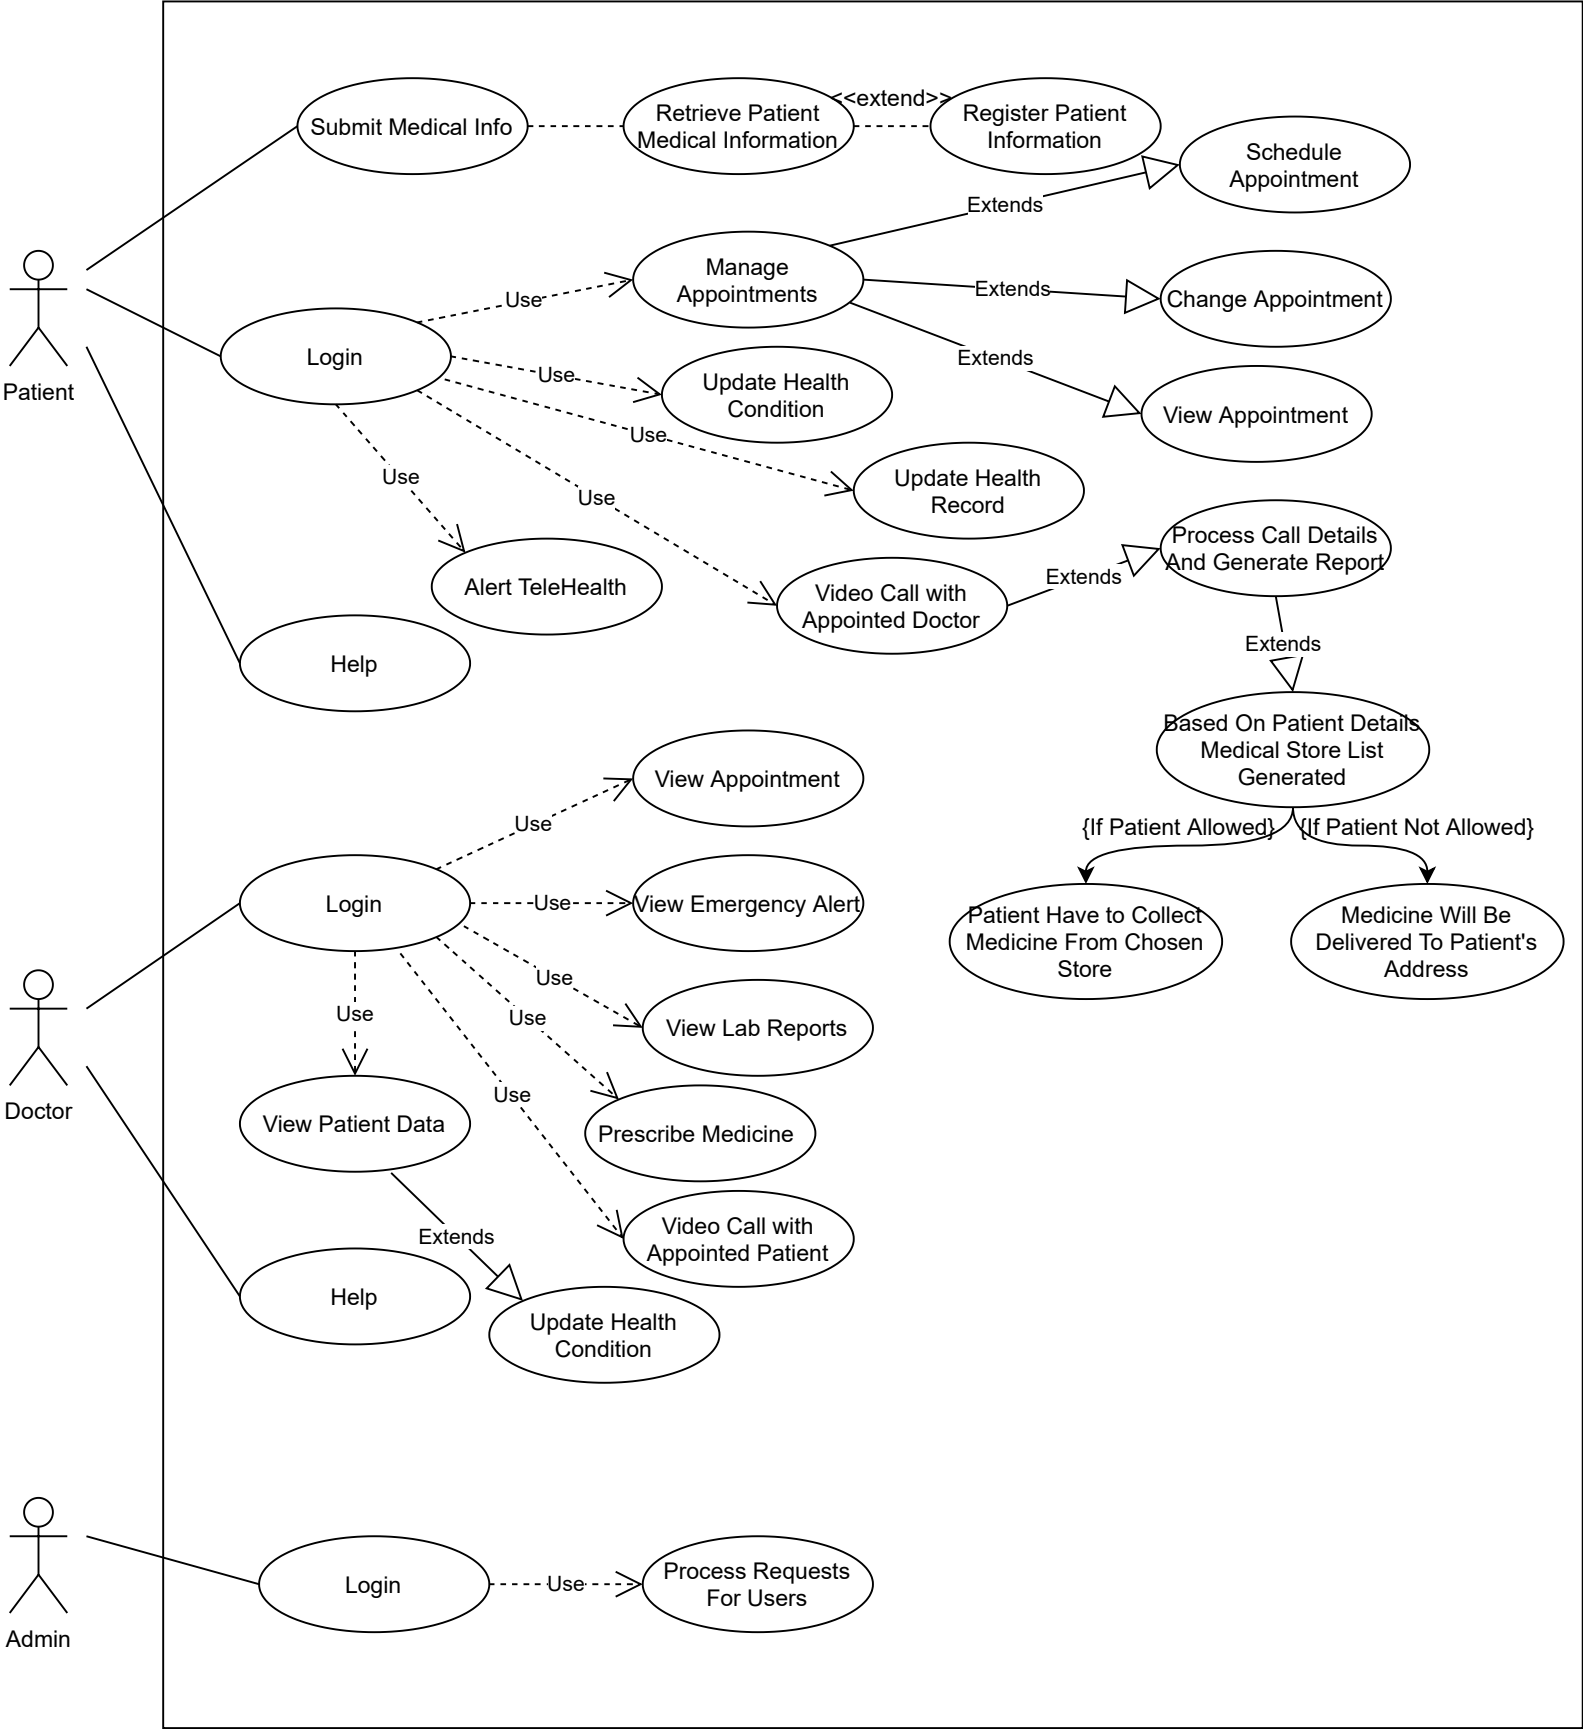 Submit Medical Info
Retrieve Patient
Medical Information
<<extend>>
Register Patient
Information
Schedule
Appointment
Extends
Manage
Appointments
Use
Extends
Change Appointment
Patient
Login
Use
Update Health
Condition
Extends
View Appointment
Use
Use
Use
Update Health
Record
Alert TeleHealth
Video Call with
Appointed Doctor
Extends
Process Call Details
And Generate Report
Help
Extends
Based On Patient Details
Medical Store List
Generated
{If Patient Allowed}
{If Patient Not Allowed}
Patient Have to Collect
Medicine From Chosen
Store
Medicine Will Be
Delivered To Patient's
Address
View Appointment
Use
Login
Use
View Emergency Alert
Use
View Lab Reports
Use
Use
Use
Doctor
View Patient Data
Prescribe Medicine
Video Call with
Appointed Patient
Extends
Help
Update Health
Condition
Admin
Login
Use
Process Requests
For Users